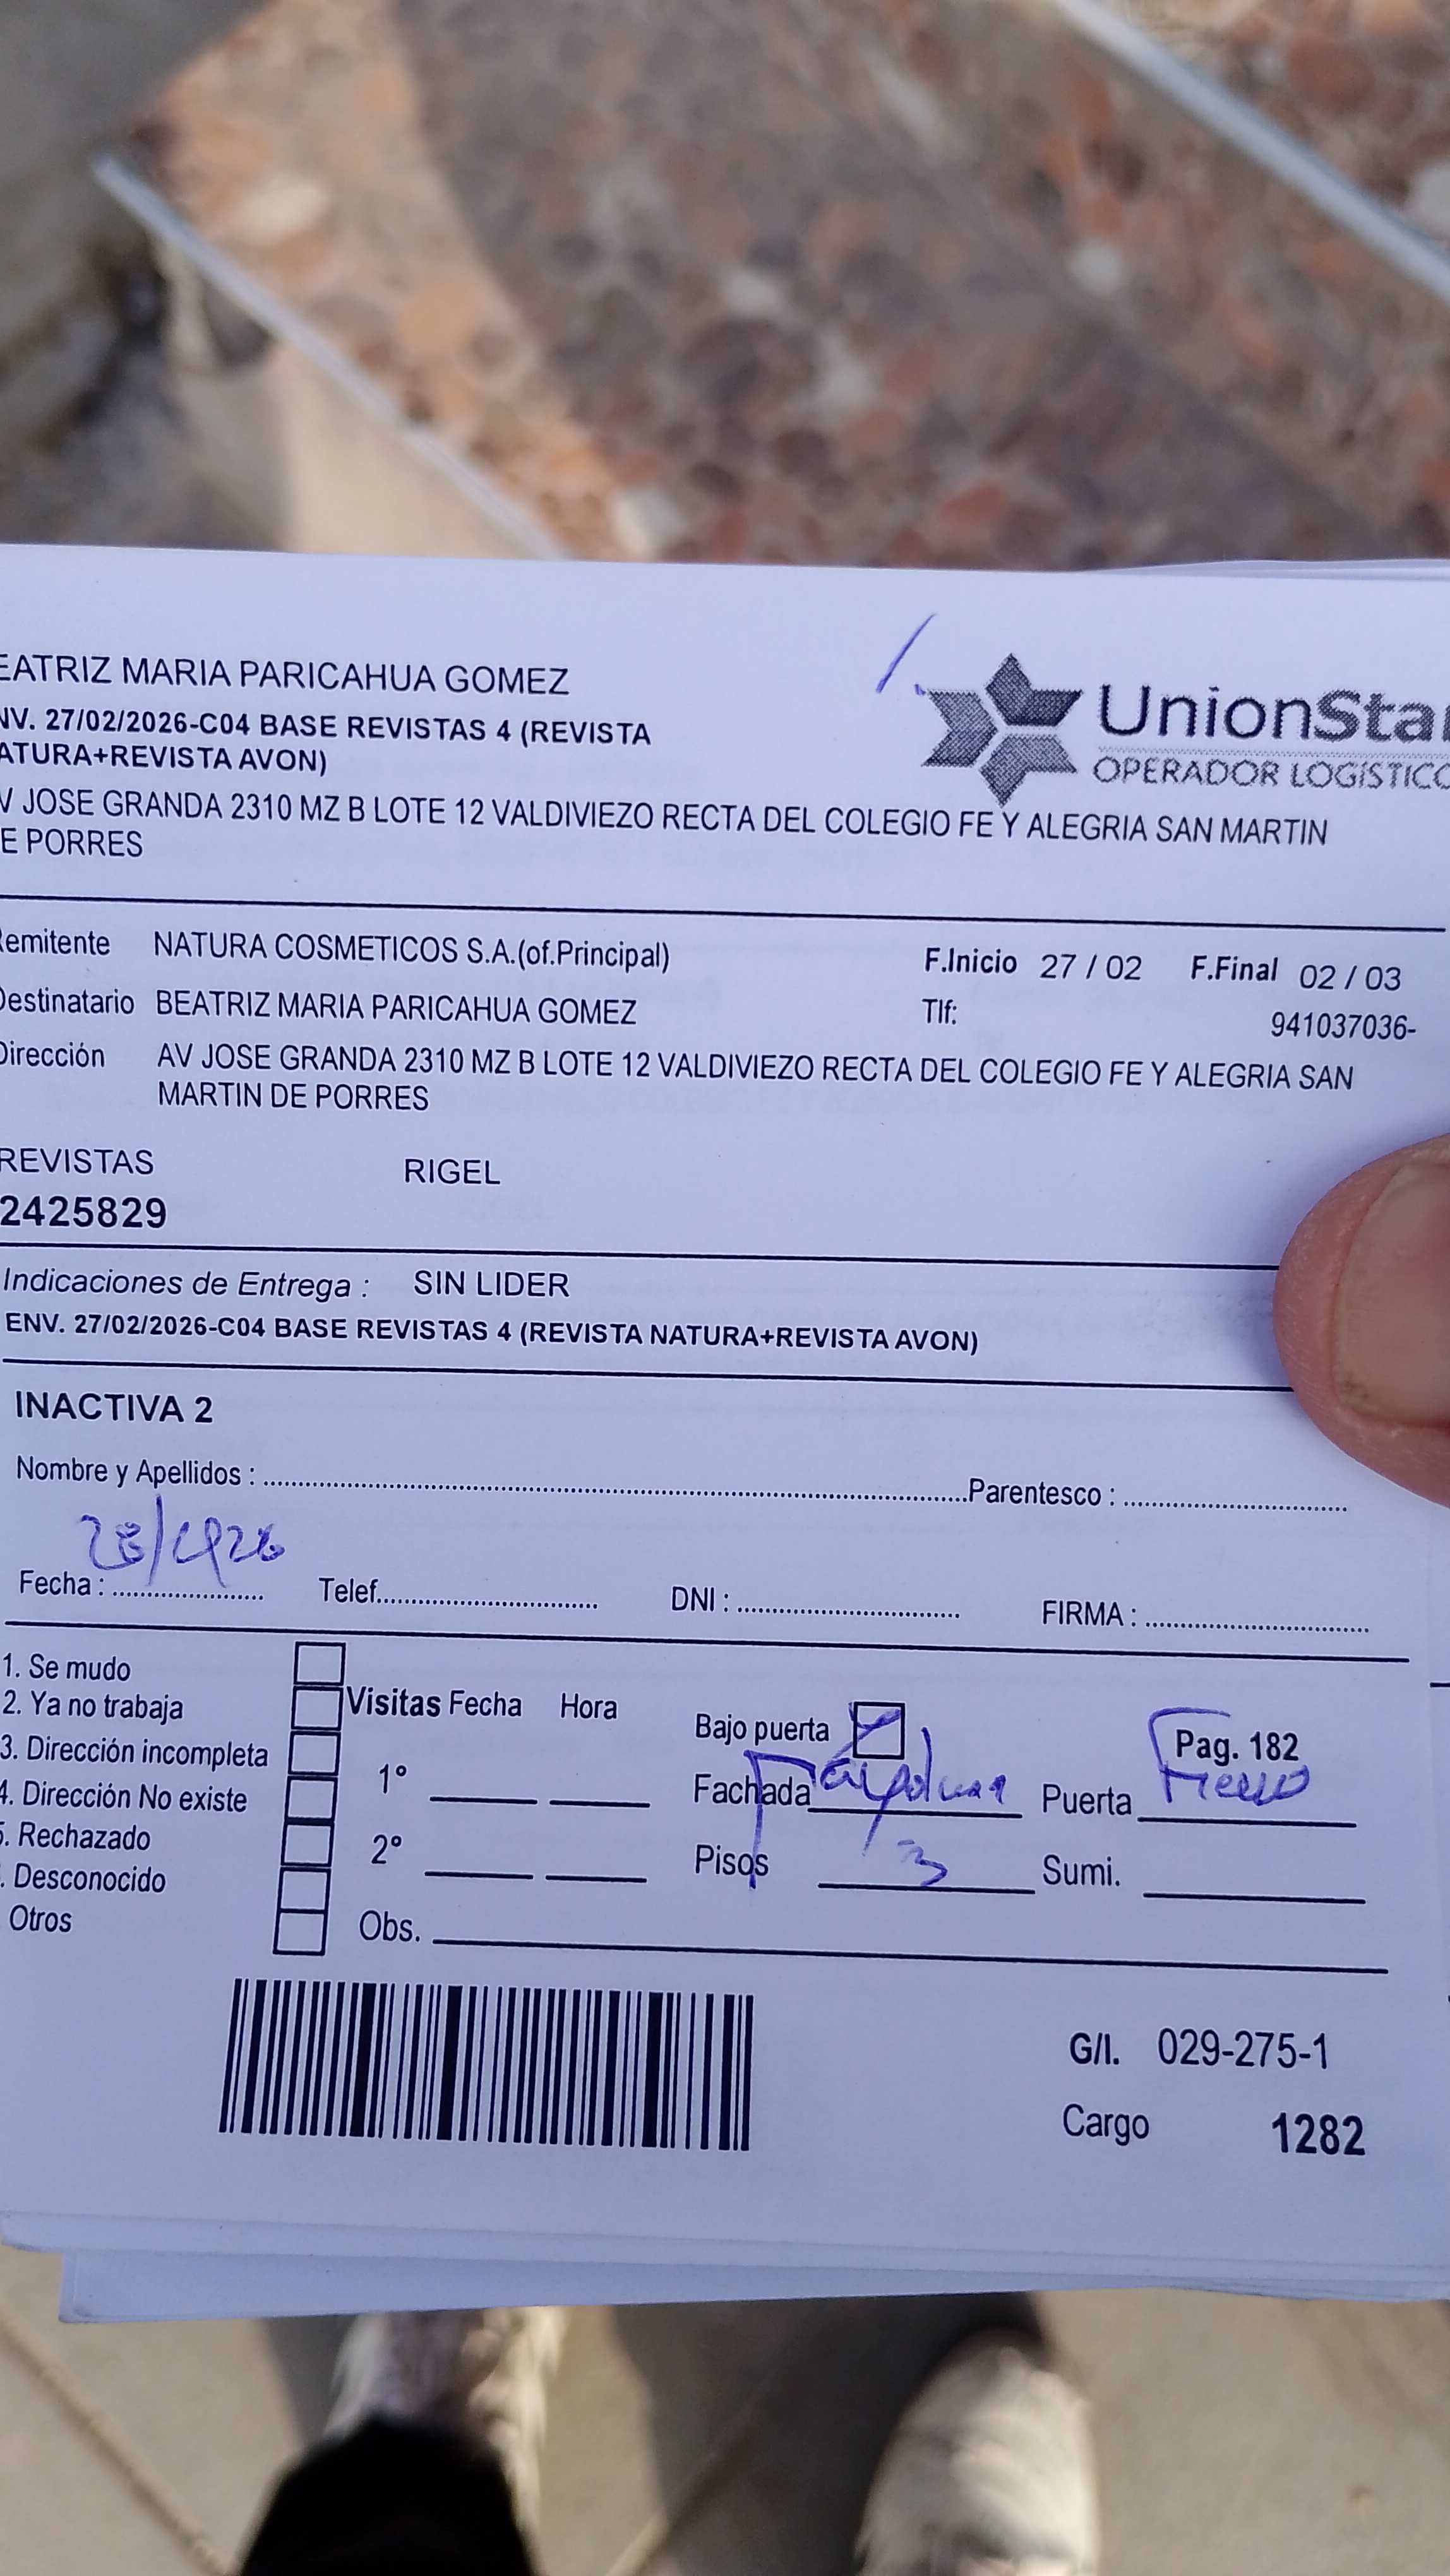 EATRIZ MARIA PARICAHUA GOMEZ
NV. 27/02/2026-C04 BASE REVISTAS 4 (REVISTA
ATURA+REVISTA AVON)
V JOSE GRANDA 2310 MZ B LOTE 12 VALDIVIEZO RECTA DEL COLEGIO FE Y ALEGRIA SAN MARTIN
E PORRES
UnionStar
OPERADOR LOGÍSTICO
Remitente NATURA COSMETICOS S.A.(of.Principal) F.Inicio 27 / 02 F.Final 02 / 03
Destinatario BEATRIZ MARIA PARICAHUA GOMEZ Tlf: 941037036-
Dirección AV JOSE GRANDA 2310 MZ B LOTE 12 VALDIVIEZO RECTA DEL COLEGIO FE Y ALEGRIA SAN
MARTIN DE PORRES
REVISTAS RIGEL
2425829
Indicaciones de Entrega : SIN LIDER
ENV. 27/02/2026-C04 BASE REVISTAS 4 (REVISTA NATURA+REVISTA AVON)
INACTIVA 2
Nombre y Apellidos : Parentesco :
Fecha : Telef. DNI : FIRMA :
1. Se mudo
2. Ya no trabaja
3. Dirección incompleta
4. Dirección No existe
5. Rechazado
. Desconocido
Otros
Visitas Fecha Hora
1°
2°
Obs.
Bajo puerta
Pag. 182
Fachada Puerta
Pisos 3 Sumi.
G/I. 029-275-1
Cargo 1282